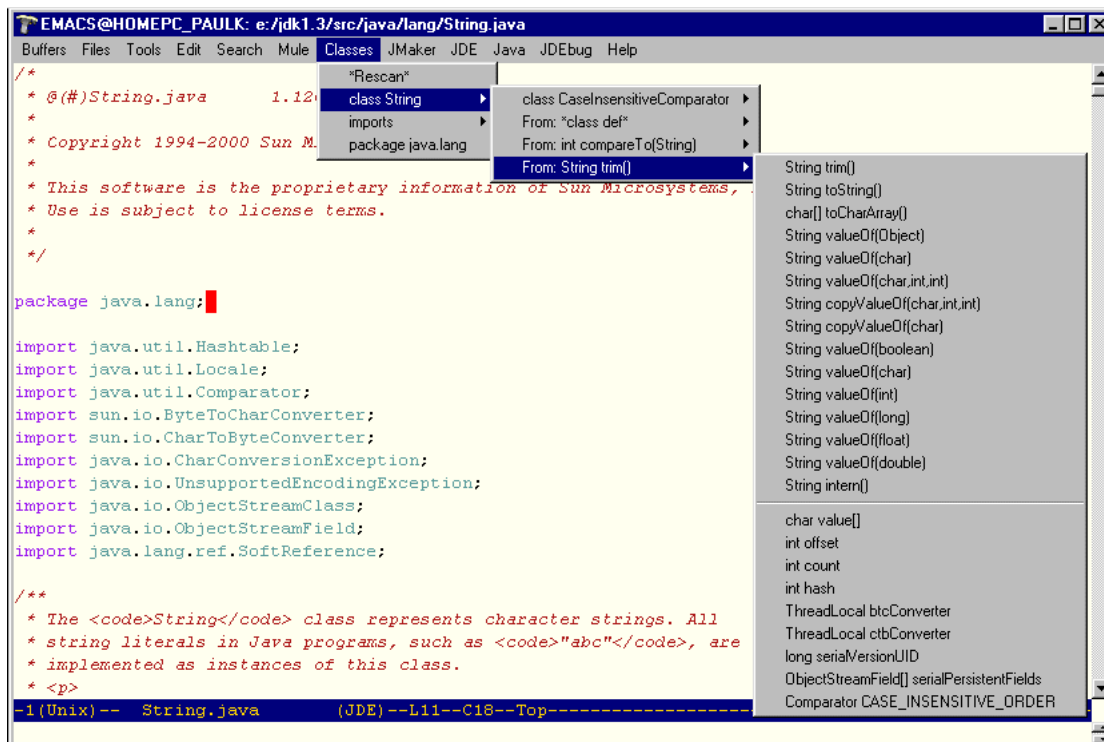 EMACS@HOMEPC_PAULK: e:/jdk1.3/src/java/lang/String.java
Buffers Files Tools Edit Search Mule Classes JMaker JDE Java JDEbug Help
*Rescan*
class String
imports
package java.lang
class CaseInsensitiveComparator
From: *class def*
From: int compareTo(String)
From: String trim()
String trim()
String toString()
char[] toCharArray()
String valueOf(Object)
String valueOf(char)
String valueOf(char,int,int)
String copyValueOf(char,int,int)
String copyValueOf(char)
String valueOf(boolean)
String valueOf(char)
String valueOf(int)
String valueOf(long)
String valueOf(float)
String valueOf(double)
String intern()
char value[]
int offset
int count
int hash
ThreadLocal btcConverter
ThreadLocal ctbConverter
long serialVersionUID
ObjectStreamField[] serialPersistentFields
Comparator CASE_INSENSITIVE_ORDER
/*
* @(#)String.java 1.12
*
* Copyright 1994-2000 Sun M
*
* This software is the proprietary information of Sun Microsystems,
* Use is subject to license terms.
*
*/
package java.lang;
import java.util.Hashtable;
import java.util.Locale;
import java.util.Comparator;
import sun.io.ByteToCharConverter;
import sun.io.CharToByteConverter;
import java.io.CharConversionException;
import java.io.UnsupportedEncodingException;
import java.io.ObjectStreamClass;
import java.io.ObjectStreamField;
import java.lang.ref.SoftReference;
/**
* The <code>String</code> class represents character strings. All
* string literals in Java programs, such as <code>"abc"</code>, are
* implemented as instances of this class.
* <p>
-1(Unix)-- String.java (JDE)--L11--C18--Top----------------------